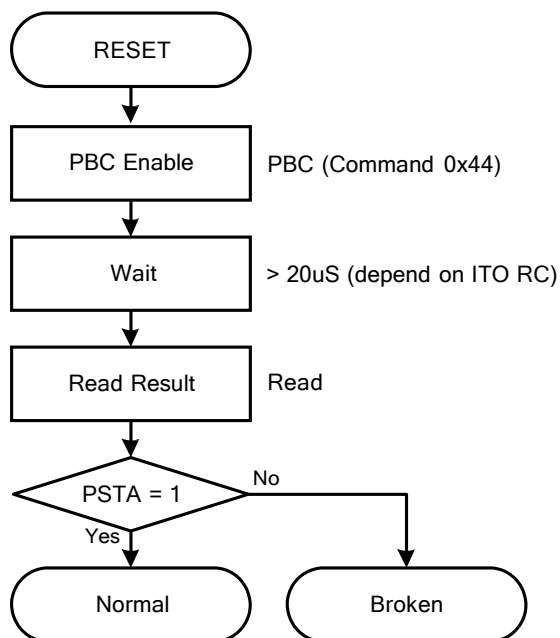 RESET
PBC Enable
PBC (Command 0x44)
Wait
> 20uS (depend on ITO RC)
Read Result
Read
PSTA = 1
No
Yes
Normal
Broken